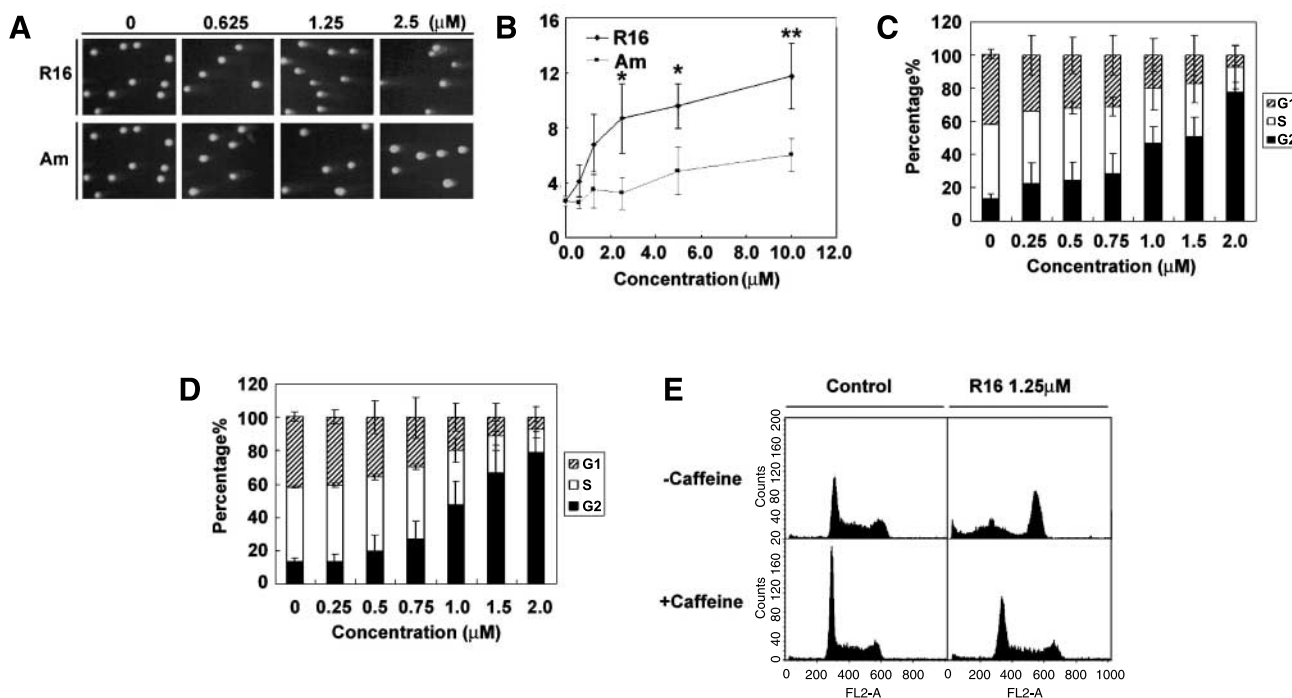 A
0 0.625 1.25 2.5 (μM)
R16
Am
B
16
12
8
4
0
R16
Am
*
*
**
0.0 2.0 4.0 6.0 8.0 10.0 12.0
Concentration (μM)
C
Percentage%
120
100
80
60
40
20
0
0 0.25 0.5 0.75 1.0 1.5 2.0
Concentration (μM)
G1
S
G2
D
Percentage%
120
100
80
60
40
20
0
0 0.25 0.5 0.75 1.0 1.5 2.0
Concentration (μM)
G1
S
G2
E
Control R16 1.25μM
-Caffeine
Counts
200
160
120
80
40
20
+Caffeine
Counts
160
120
80
40
0
0 200 400 600 800 0 200 400 600 800 1000
FL2-A FL2-A